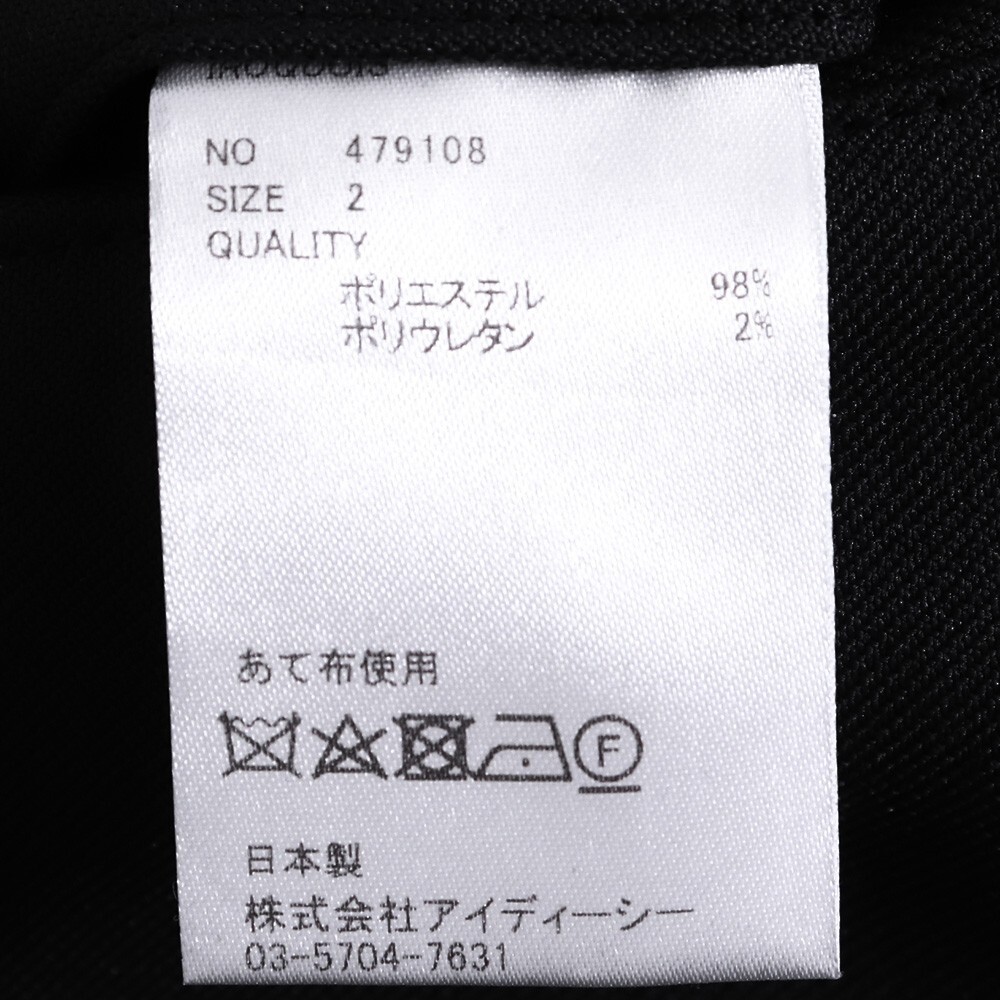 IROQUOIS
NO 479108
SIZE 2
QUALITY
ポリエステル 98%
ポリウレタン 2%
あて布使用
F
日本製
株式会社アイディーシー
03-5704-7631